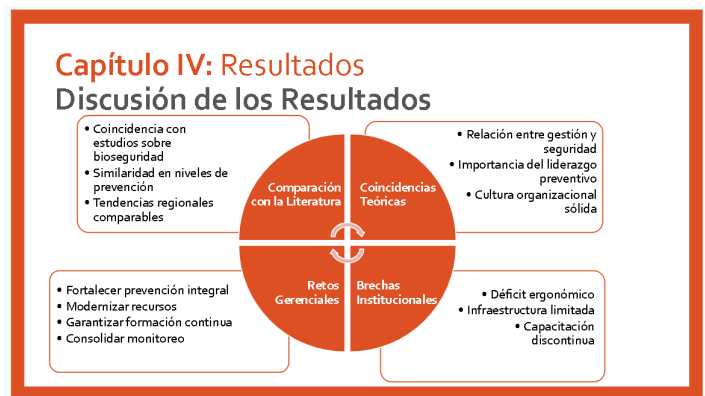 Capítulo IV: Resultados
Discusión de los Resultados
• Coincidencia con
estudios sobre
bioseguridad
• Similaridad en niveles de
prevención
• Tendencias regionales
comparables
Comparación
con la Literatura
Coincidencias
Teóricas
• Relación entre gestión y
seguridad
• Importancia del liderazgo
preventivo
• Cultura organizacional
sólida
• Fortalecer prevención integral
• Modernizar recursos
• Garantizar formación continua
• Consolidar monitoreo
Retos
Gerenciales
Brechas
Institucionales
• Déficit ergonómico
• Infraestructura limitada
• Capacitación
discontinua